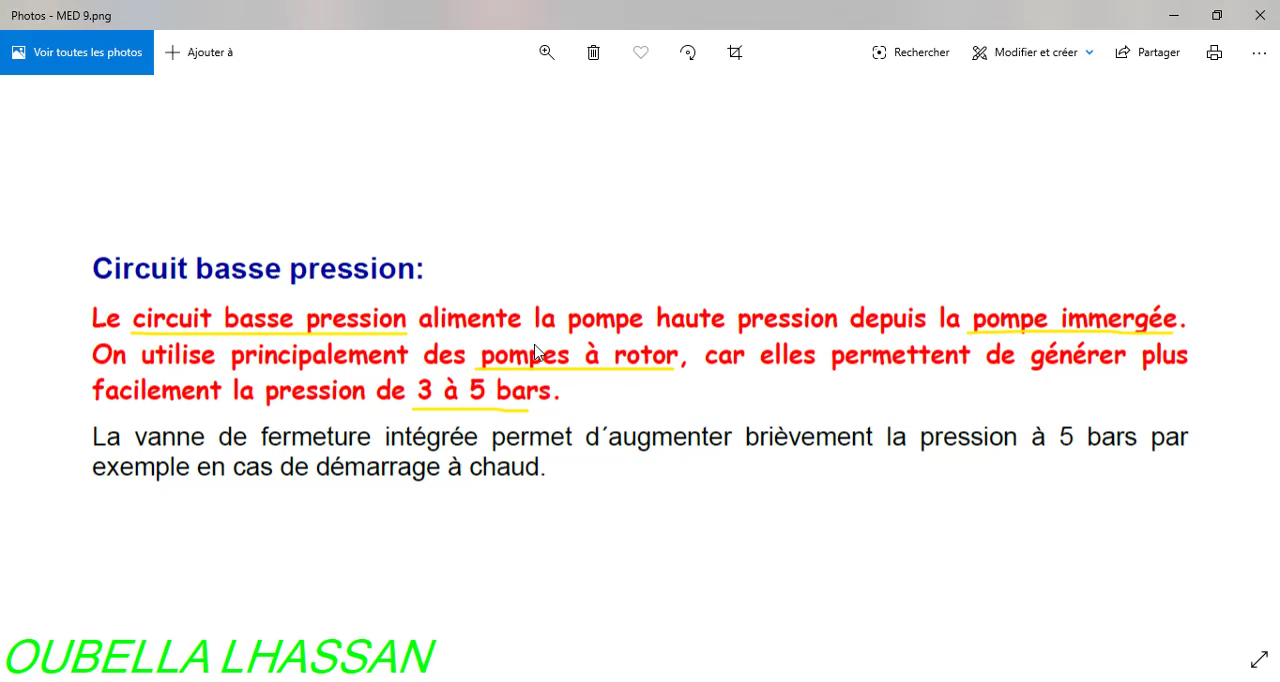 Photos - MED 9.png
Voir toutes les photos
Ajouter à
Rechercher
Modifier et créer
Partager
Circuit basse pression:
Le circuit basse pression alimente la pompe haute pression depuis la pompe immergée.
On utilise principalement des pompes à rotor, car elles permettent de générer plus
facilement la pression de 3 à 5 bars.
La vanne de fermeture intégrée permet d´augmenter brièvement la pression à 5 bars par
exemple en cas de démarrage à chaud.
OUBELLA LHASSAN